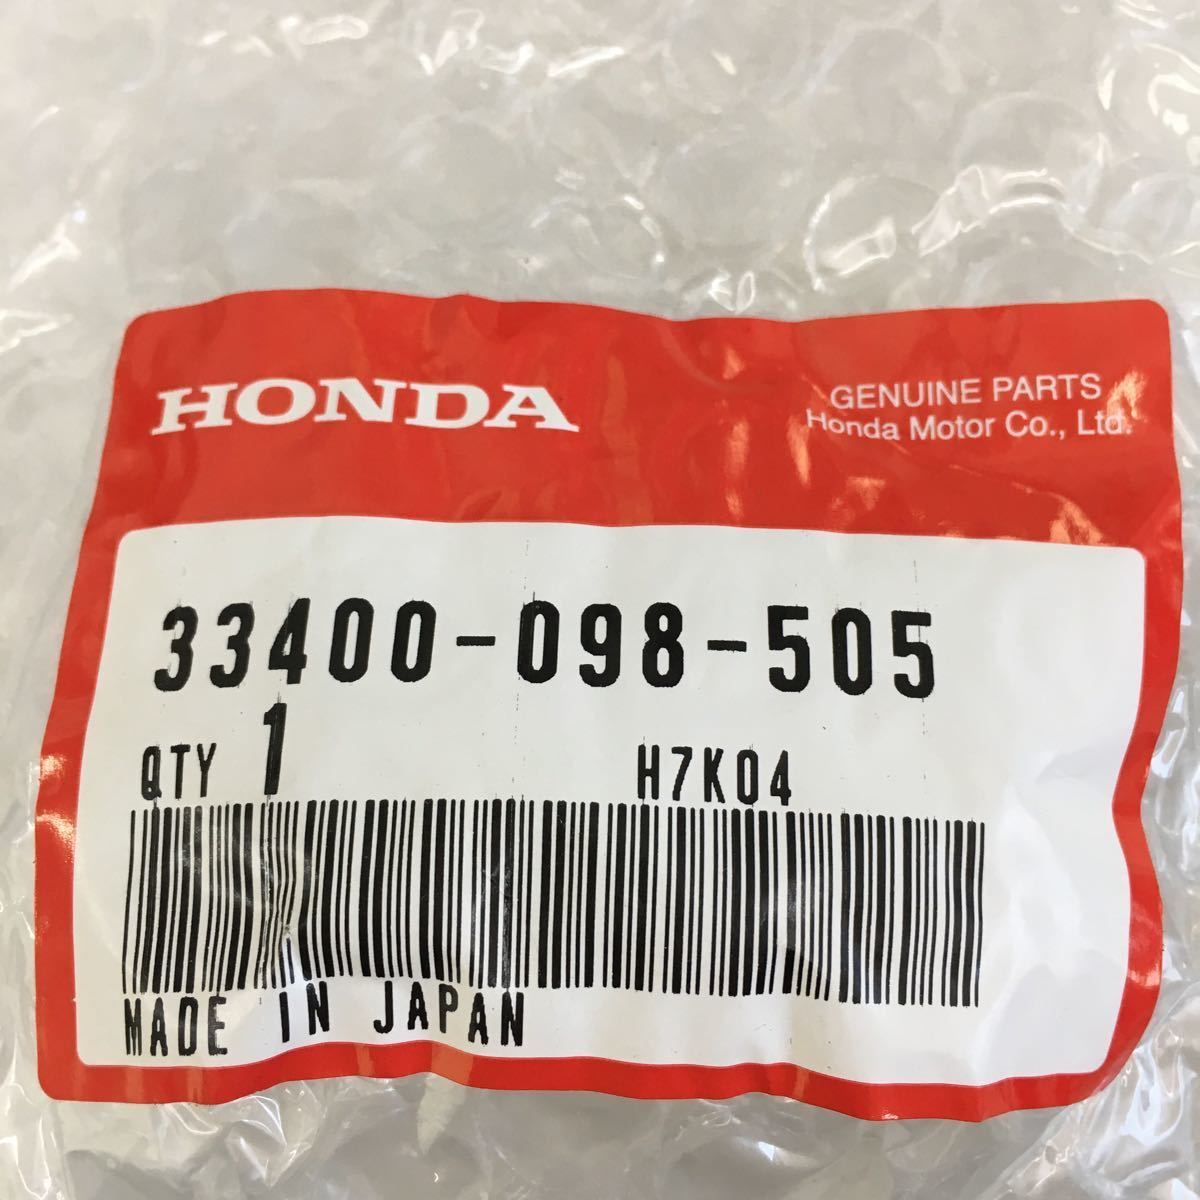 HONDA
GENUINE PARTS
Honda Motor Co., Ltd.
33400-098-505
QTY 1 H7K04
MADE IN JAPAN